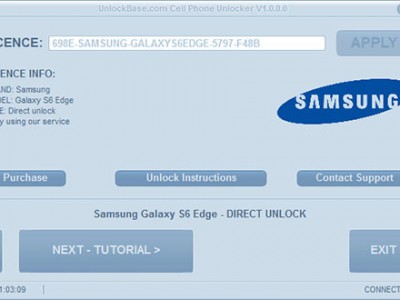 UnlockBase.com Cell Phone Unlocker V1.0.0.0
CENCE: 698E-SAMSUNG-GALAXYS6EDGE-5797-F48B APPLY
ENCE INFO:
AND: Samsung
DEL: Galaxy S6 Edge
E: Direct unlock
y using our service
SAMSUNG
Purchase Unlock Instructions Contact Support
Samsung Galaxy S6 Edge - DIRECT UNLOCK
NEXT - TUTORIAL > EXIT
1:03:09 CONNECT